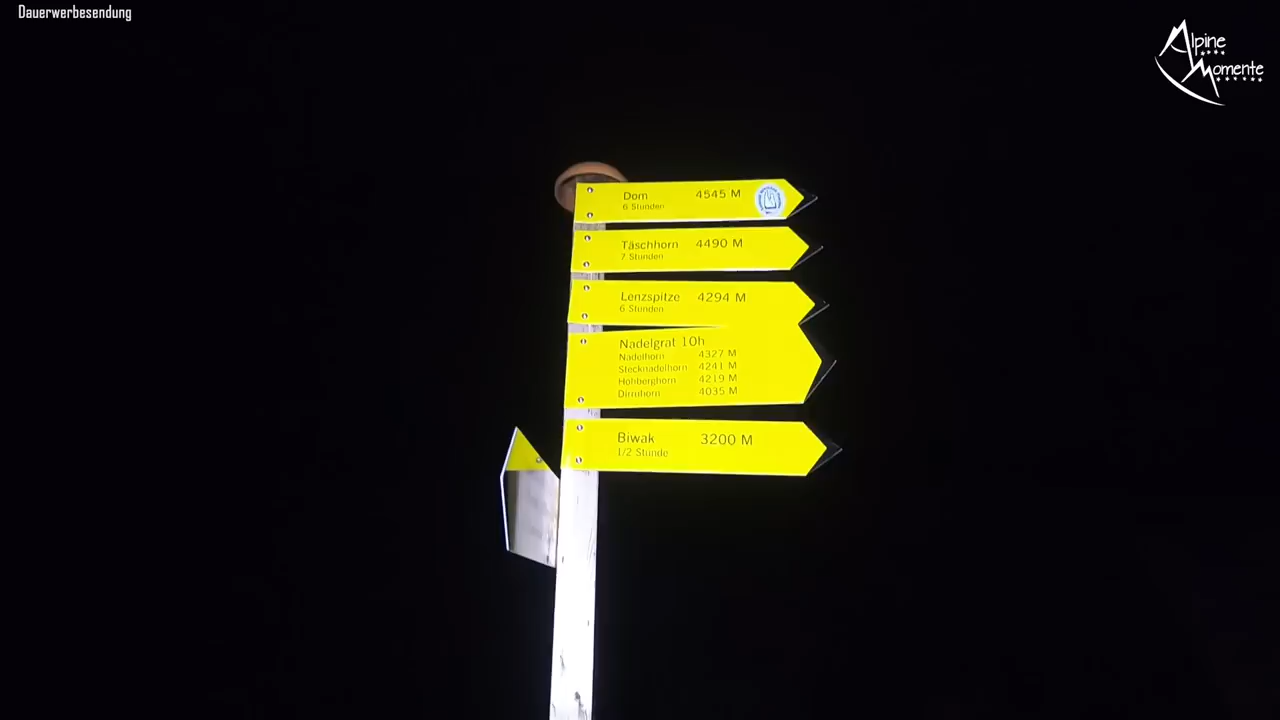 Dauerwerbesendung
Alpine
Momente
Dom 4545 M
6 Stunden
Täschhorn 4490 M
7 Stunden
Lenzspitze 4294 M
6 Stunden
Nadelgrat 10h
Nadelhorn 4327 M
Stecknadelhorn 4241 M
Hohberghorn 4219 M
Dirruhorn 4035 M
Biwak 3200 M
1/2 Stunde